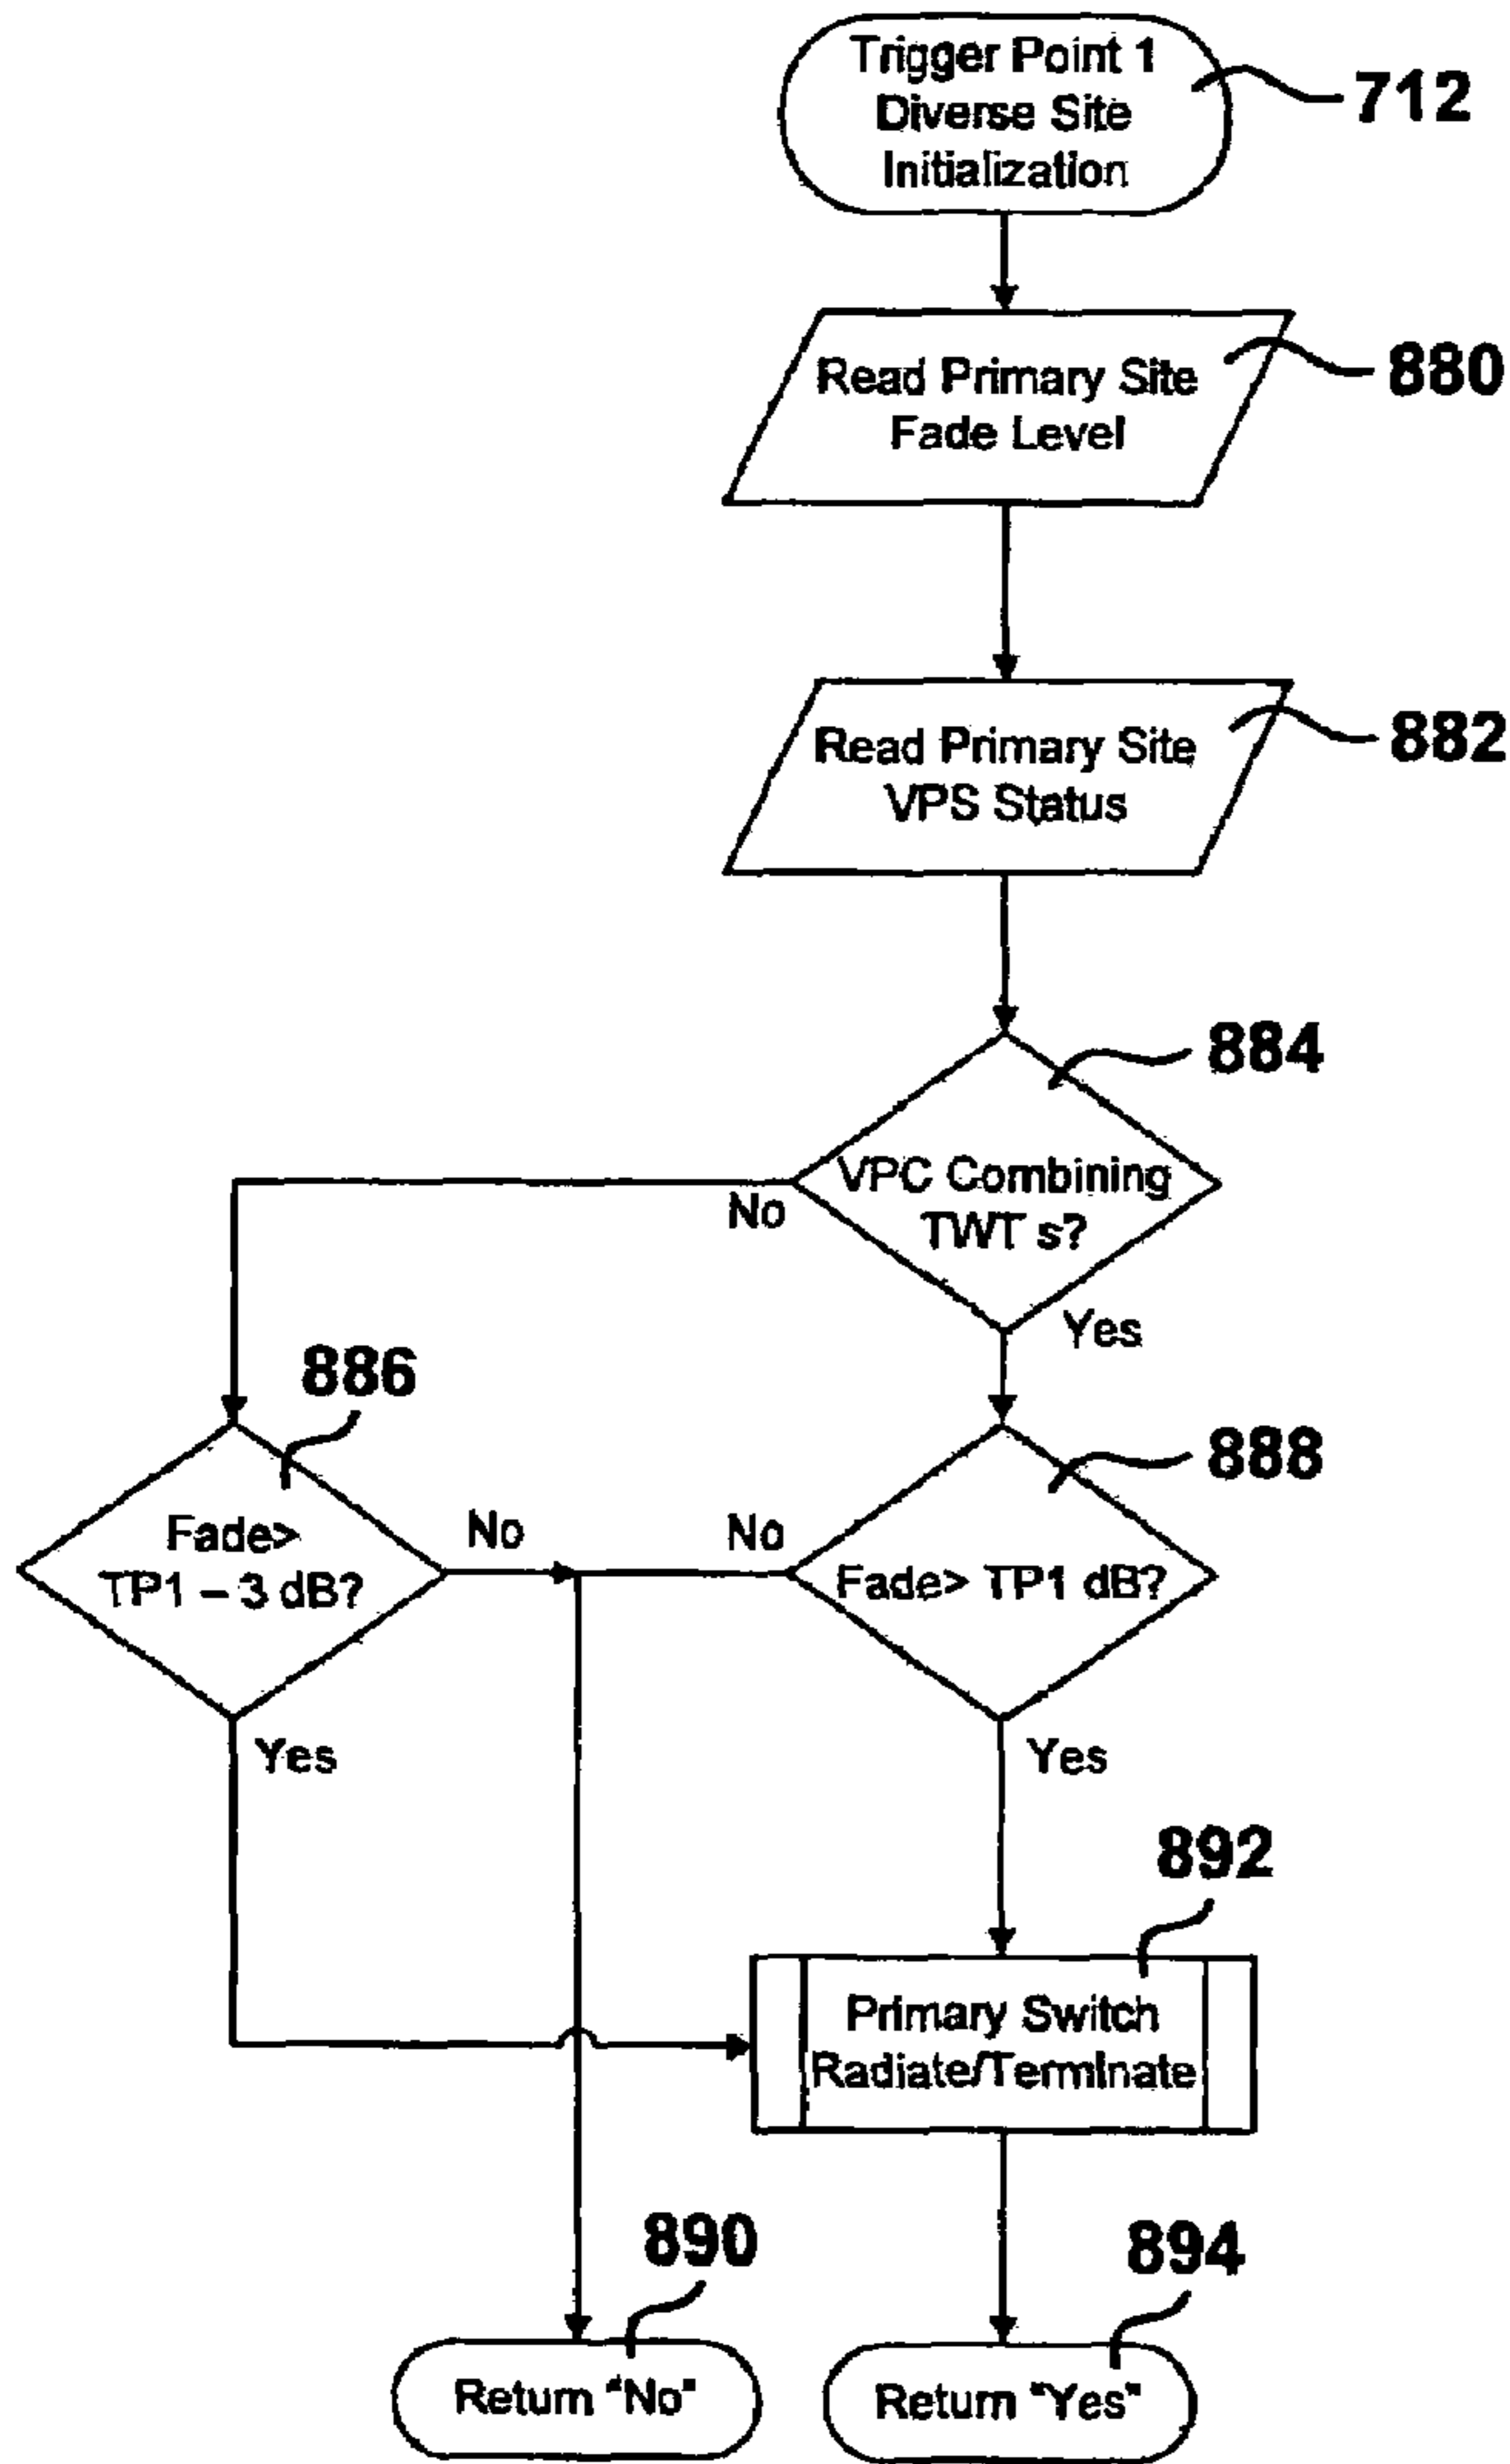 Trigger Point 1
Diverse Site
Initialization
712
Read Primary Site
Fade Level
880
Read Primary Site
VPS Status
882
884
VPC Combining
TWT s?
No
Yes
886
888
Fade>
TP1 – 3 dB?
No
No
Fade> TP1 dB?
Yes
Yes
892
Primary Switch
Radiate/Terminate
890
894
Return "No"
Return "Yes"